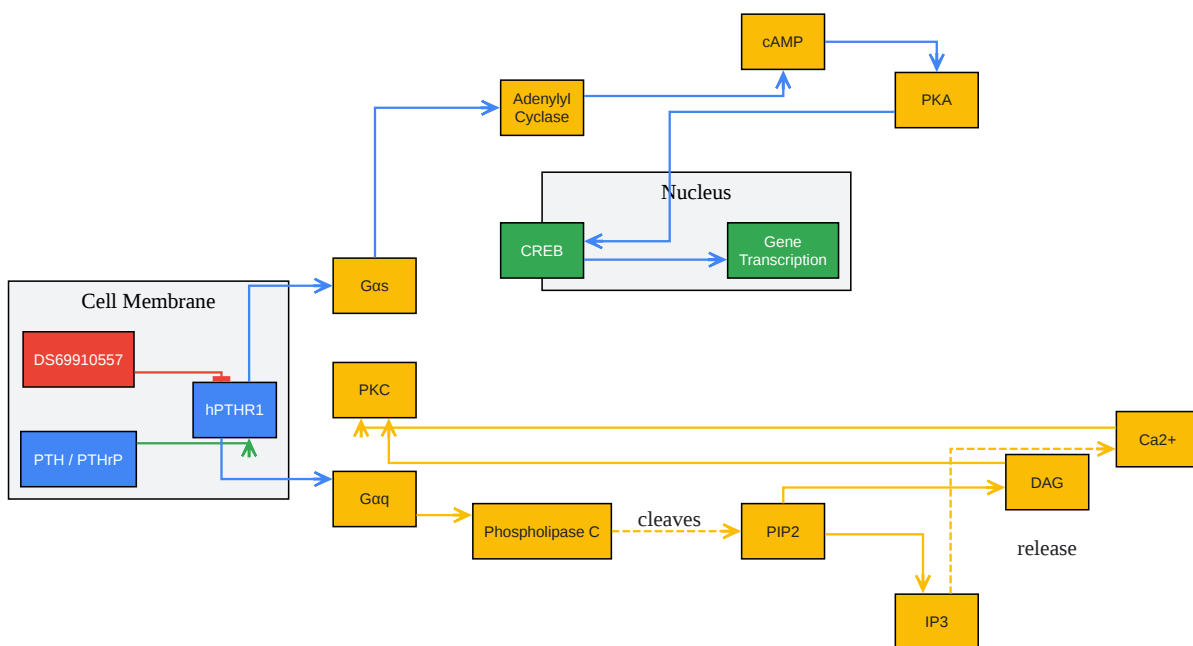 cAMP
PKA
Adenylyl
Cyclase
Nucleus
CREB
Gene
Transcription
Gαs
Cell Membrane
DS69910557
hPTHR1
PTH / PTHrP
PKC
Ca2+
DAG
Gαq
Phospholipase C
cleaves
PIP2
release
IP3